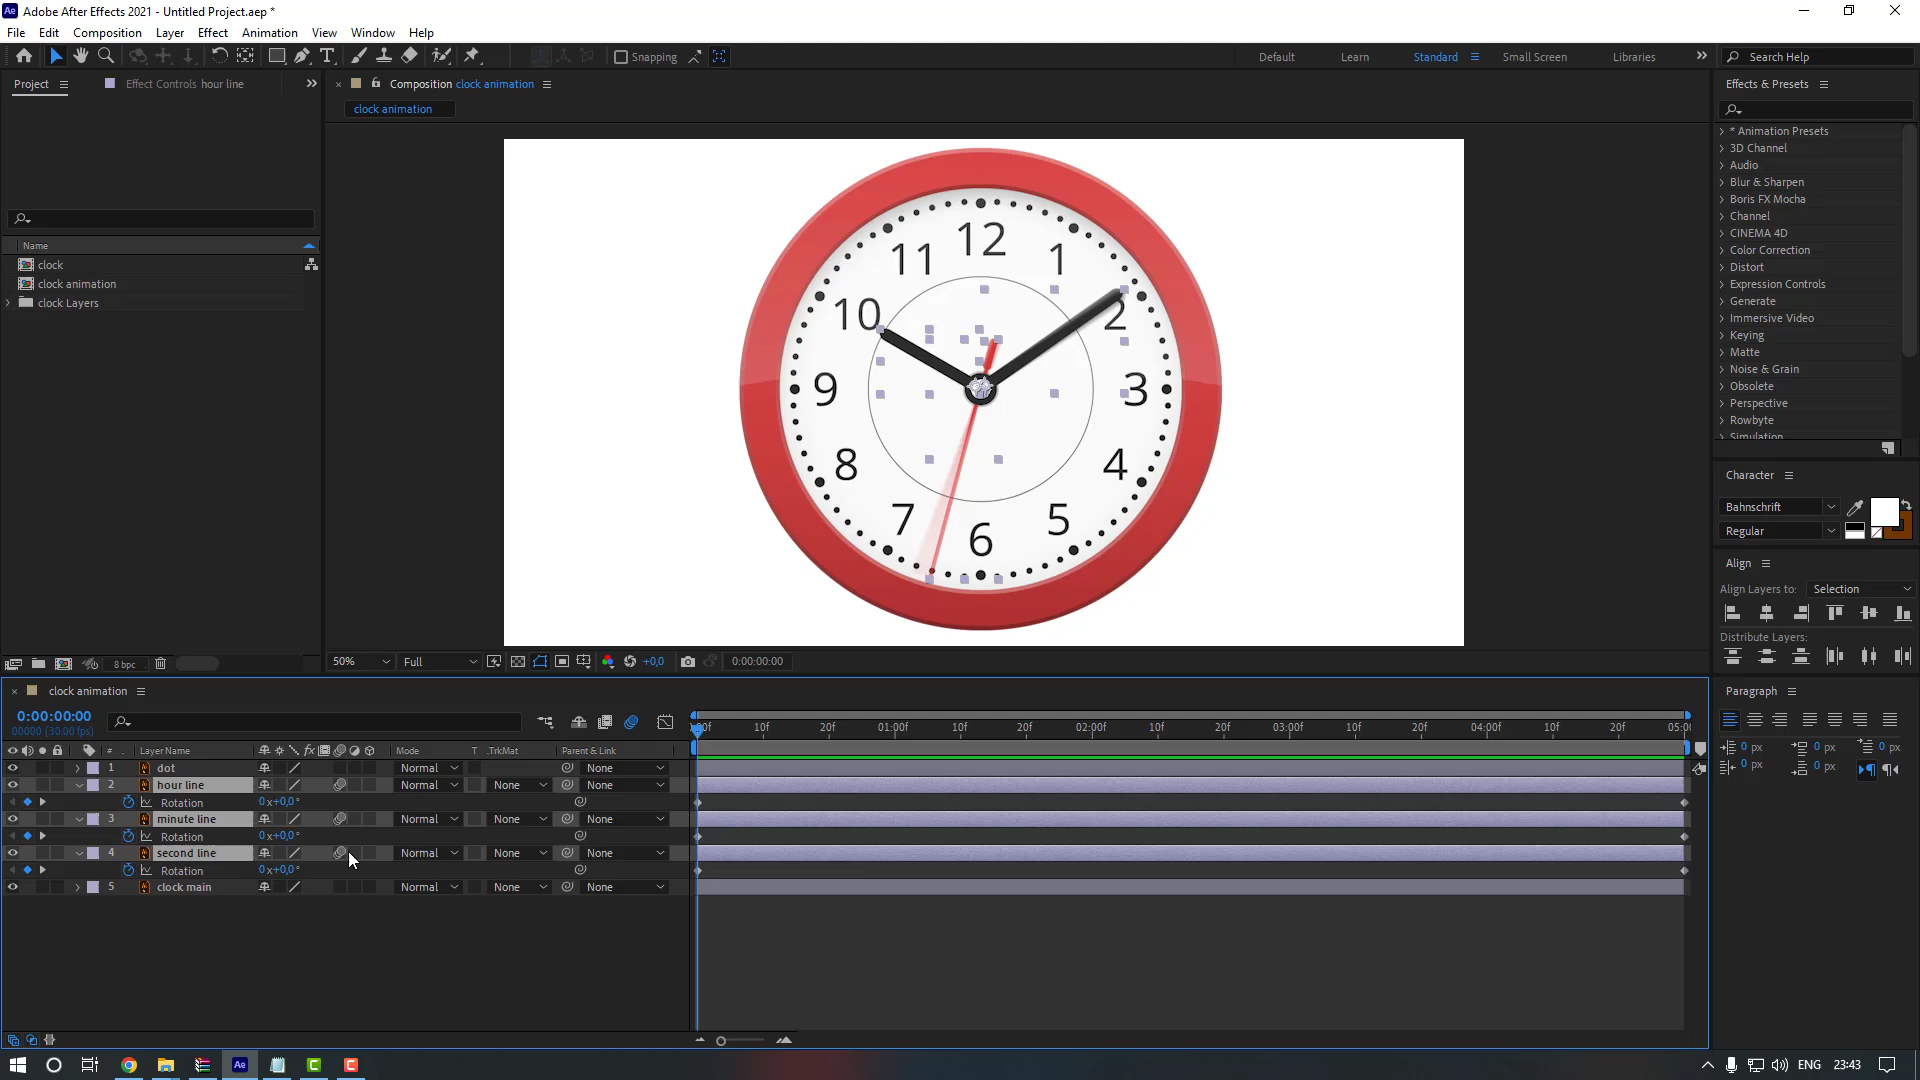 Adobe After Effects 2021 - Untitled Project.aep *
File Edit Composition Layer Effect Animation View Window Help
Snapping
Default Learn Standard Small Screen Libraries
Search Help
Project
Effect Controls hour line
Composition clock animation
clock animation
Name
clock
clock animation
clock Layers
8 bpc
12
1
2
3
4
5
6
7
8
9
10
11
50%
Full
+0,0
0:00:00:00
Effects & Presets
* Animation Presets
3D Channel
Audio
Blur & Sharpen
Boris FX Mocha
Channel
CINEMA 4D
Color Correction
Distort
Expression Controls
Generate
Immersive Video
Keying
Matte
Noise & Grain
Obsolete
Perspective
Rowbyte
Simulation
Character
Bahnschrift
Regular
Align
Align Layers to: Selection
Distribute Layers:
Paragraph
0 px 0 px 0 px
0 px 0 px
clock animation
0:00:00:00
00000 (30.00 fps)
:00f 10f 20f 01:00f 10f 20f 02:00f 10f 20f 03:00f 10f 20f 04:00f 10f 20f 05:00
# Layer Name fx Mode T .TrkMat Parent & Link
1 dot Normal None
2 hour line Normal None None
Rotation 0x+0,0°
3 minute line Normal None None
Rotation 0x+0,0°
4 second line Normal None None
Rotation 0x+0,0°
5 clock main Normal None None
ENG 23:43